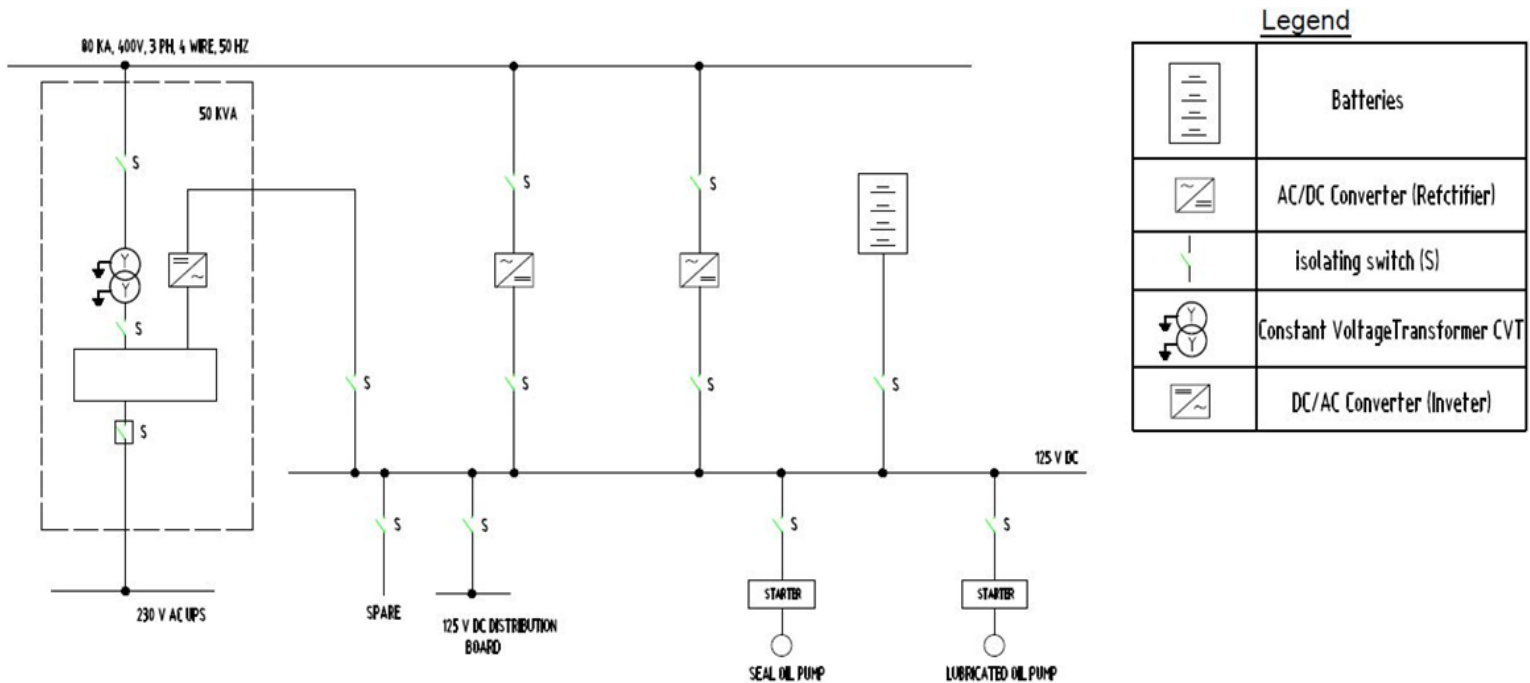 Legend
80 KA, 400V, 3 PH, 4 WIRE, 50 HZ
50 KVA
S
S
S
S
Y
Y
S
S
S
S
S
S
125 V DC
S
S
S
S
230 V AC UPS
SPARE
125 V DC DISTRIBUTION
BOARD
STARTER
STARTER
SEAL OIL PUMP
LUBRICATED OIL PUMP
Batteries
AC/DC Converter (Refctifier)
isolating switch (S)
Y
Y
Constant VoltageTransformer CVT
DC/AC Converter (Inveter)